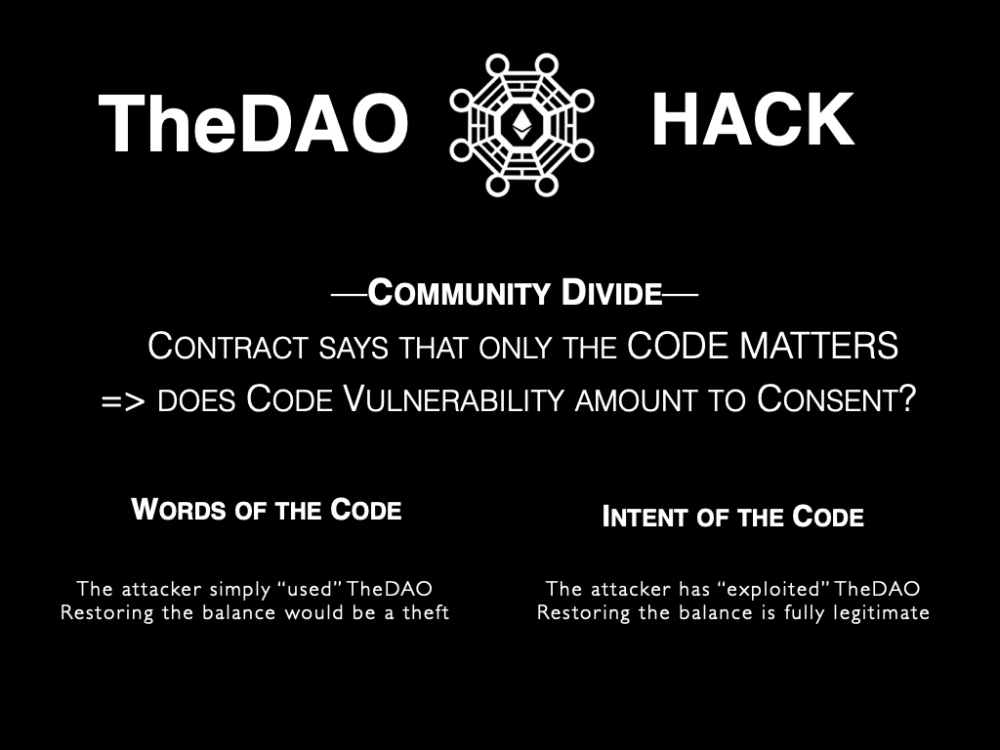 TheDAO HACK
—COMMUNITY DIVIDE—
CONTRACT SAYS THAT ONLY THE CODE MATTERS
=> DOES CODE VULNERABILITY AMOUNT TO CONSENT?
WORDS OF THE CODE
The attacker simply “used” TheDAO
Restoring the balance would be a theft
INTENT OF THE CODE
The attacker has “exploited” TheDAO
Restoring the balance is fully legitimate